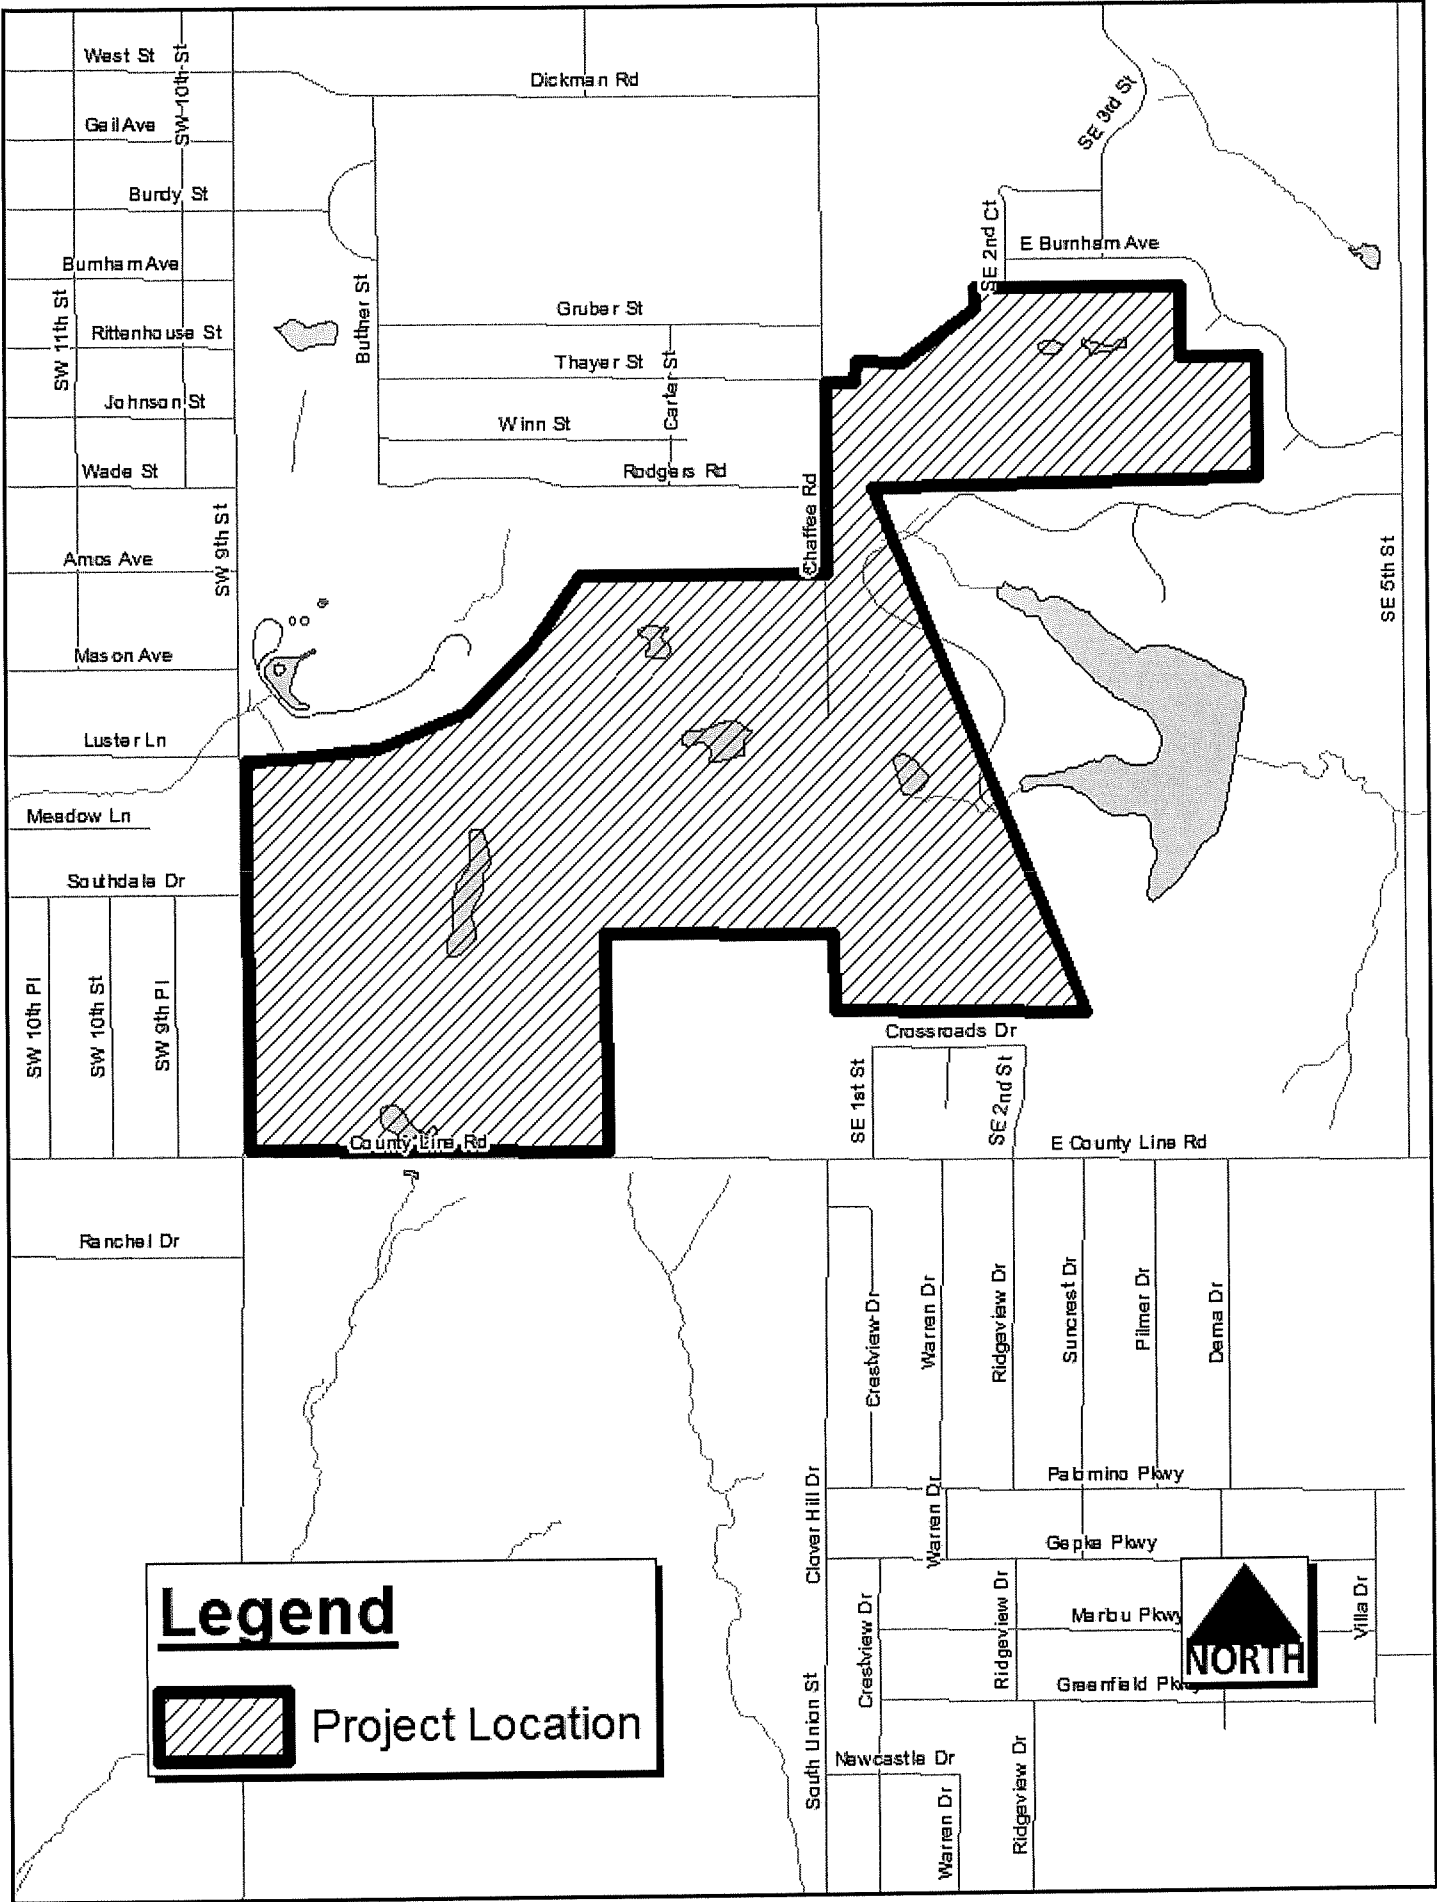 West St
SW 10th St
Dickman Rd
SE 3rd St
Gail Ave
Burdy St
SE 2nd Ct
E Burnham Ave
Burnham Ave
SW 11th St
Rittenhouse St
Buttner St
Gruber St
Thayer St
Carter St
Johnson St
Winn St
Wade St
Rodgers Rd
Chaffee Rd
SW 9th St
Amos Ave
SE 5th St
Mason Ave
Luster Ln
Meadow Ln
Southdale Dr
SW 10th Pl
SW 10th St
SW 9th Pl
Crossroads Dr
SE 1st St
SE 2nd St
County Line Rd
E County Line Rd
Ranchel Dr
Crestview Dr
Warren Dr
Ridgeview Dr
Suncrest Dr
Pilmer Dr
Dema Dr
Palomino Pkwy
Clover Hill Dr
Warren Dr
Gepke Pkwy
Crestview Dr
Ridgeview Dr
Marbu Pkwy
Villa Dr
NORTH
Greenfield Pkwy
South Union St
Newcastle Dr
Warren Dr
Ridgeview Dr
Legend
Project Location